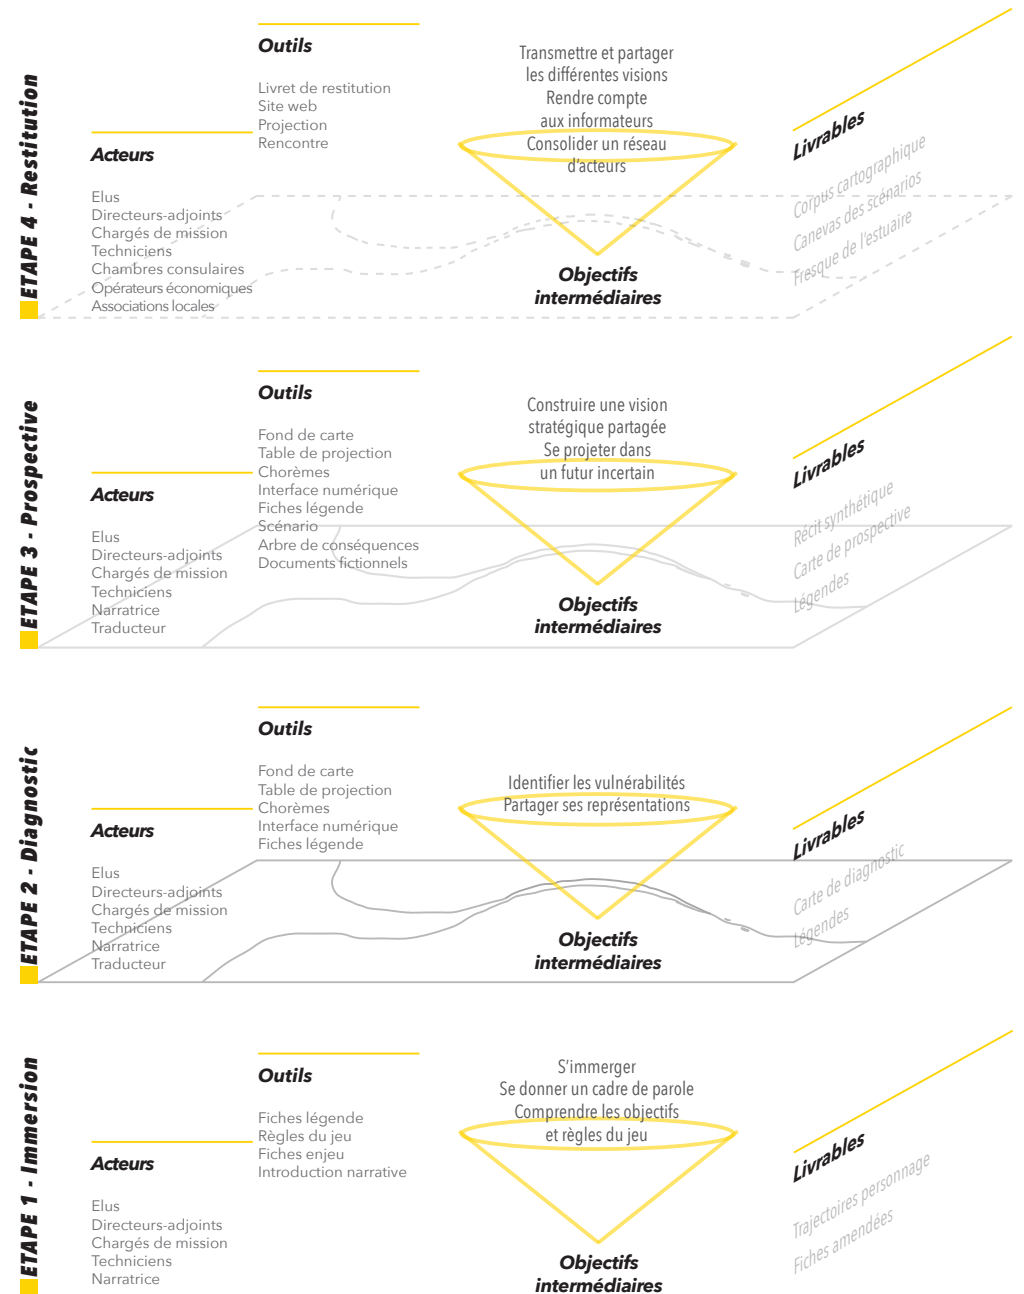 ETAPE 4 - Restitution
Outils
Livret de restitution
Site web
Projection
Rencontre
Acteurs
Elus
Directeurs-adjoints
Chargés de mission
Techniciens
Chambres consulaires
Opérateurs économiques
Associations locales
Transmettre et partager
les différentes visions
Rendre compte
aux informateurs
Consolider un réseau
d'acteurs
Objectifs
intermédiaires
Livrables
Corpus cartographique
Canevas des scénarios
Fresque de l'estuaire
ETAPE 3 - Prospective
Outils
Fond de carte
Table de projection
Chorèmes
Interface numérique
Fiches légende
Scénario
Arbre de conséquences
Documents fictionnels
Acteurs
Elus
Directeurs-adjoints
Chargés de mission
Techniciens
Narratrice
Traducteur
Construire une vision
stratégique partagée
Se projeter dans
un futur incertain
Objectifs
intermédiaires
Livrables
Récit synthétique
Carte de prospective
Légendes
ETAPE 2 - Diagnostic
Outils
Fond de carte
Table de projection
Chorèmes
Interface numérique
Fiches légende
Acteurs
Elus
Directeurs-adjoints
Chargés de mission
Techniciens
Narratrice
Traducteur
Identifier les vulnérabilités
Partager ses représentations
Objectifs
intermédiaires
Livrables
Carte de diagnostic
Légendes
ETAPE 1 - Immersion
Outils
Fiches légende
Règles du jeu
Fiches enjeu
Introduction narrative
Acteurs
Elus
Directeurs-adjoints
Chargés de mission
Techniciens
Narratrice
S'immerger
Se donner un cadre de parole
Comprendre les objectifs
et règles du jeu
Objectifs
intermédiaires
Livrables
Trajectoires personnage
Fiches amendées